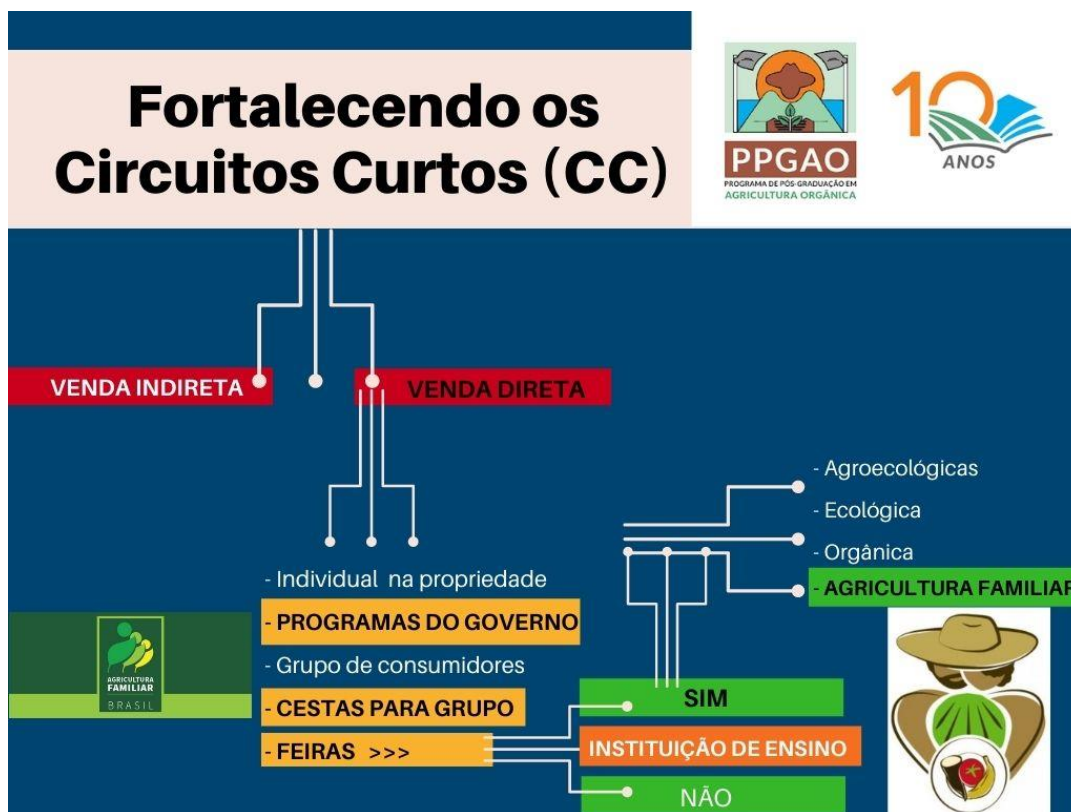 Fortalecendo os
Circuitos Curtos (CC)
PPGAO
PROGRAMA DE PÓS-GRADUAÇÃO EM
AGRICULTURA ORGÂNICA
10
ANOS
VENDA INDIRETA
VENDA DIRETA
- Agroecológicas
- Ecológica
- Orgânica
- AGRICULTURA FAMILIAR
- Individual na propriedade
- PROGRAMAS DO GOVERNO
- Grupo de consumidores
- CESTAS PARA GRUPO
- FEIRAS >>>
AGRICULTURA
FAMILIAR
BRASIL
SIM
INSTITUIÇÃO DE ENSINO
NÃO